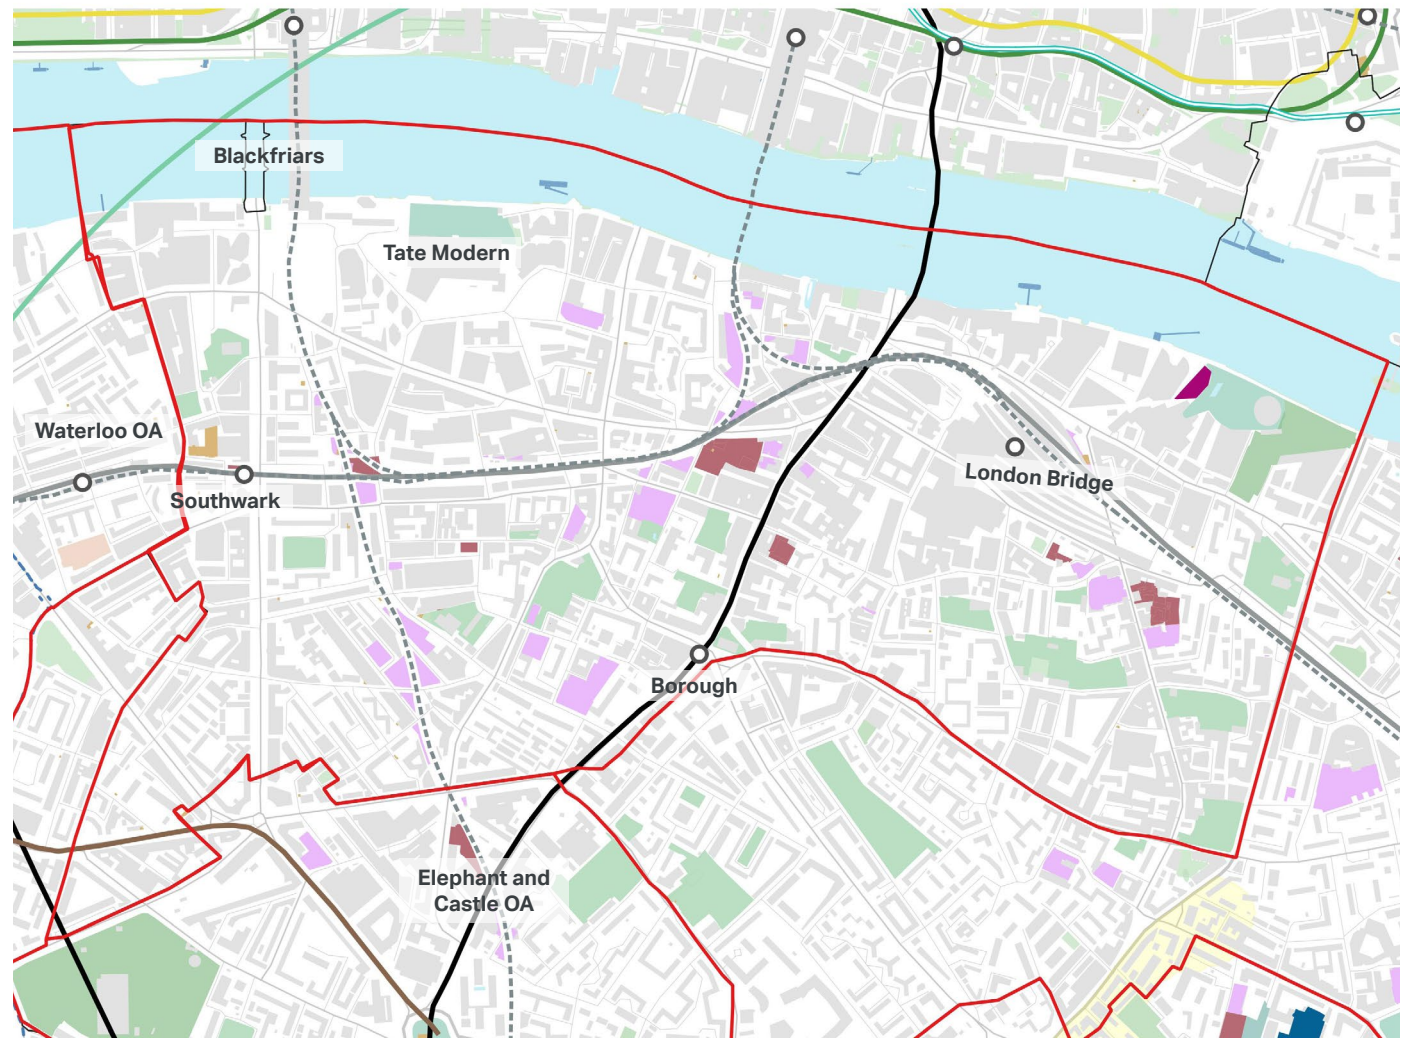 Blackfriars
Tate Modern
Waterloo OA
Southwark
London Bridge
Borough
Elephant and
Castle OA